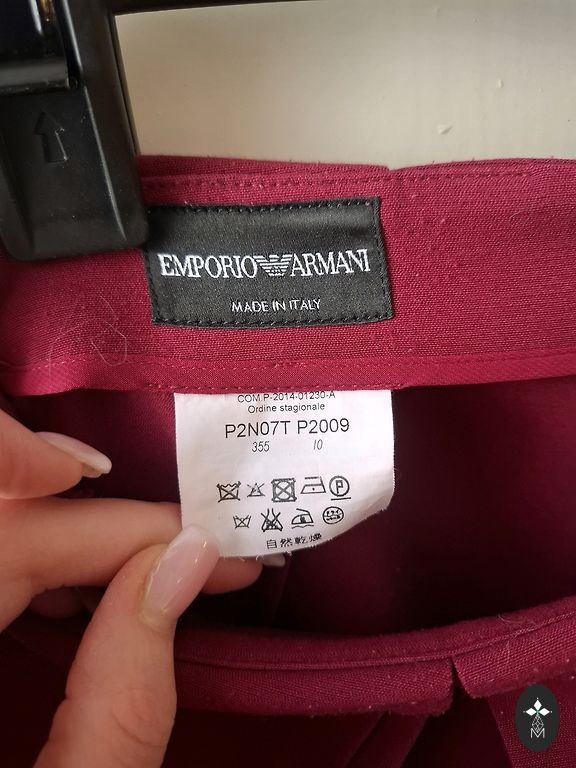 EMPORIO ARMANI
MADE IN ITALY
COM.P-2014-01230-A
Ordine stagionale
P2N07T P2009
355 10
P
自然乾燥
M